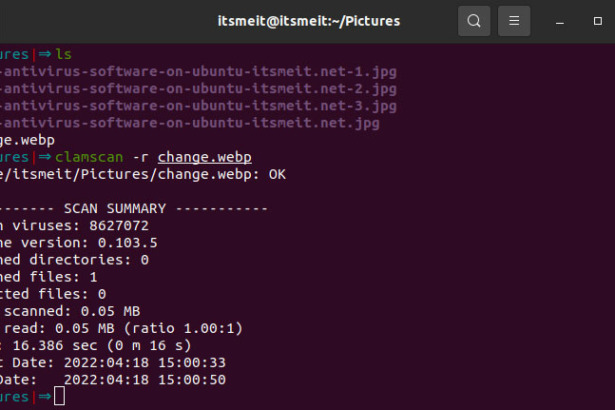 itsmeit@itsmeit:~/Pictures
ures|⇒ ls
-antivirus-software-on-ubuntu-itsmeit.net-1.jpg
-antivirus-software-on-ubuntu-itsmeit.net-2.jpg
-antivirus-software-on-ubuntu-itsmeit.net-3.jpg
-antivirus-software-on-ubuntu-itsmeit.net.jpg
ge.webp
ures|⇒ clamscan -r change.webp
e/itsmeit/Pictures/change.webp: OK
------- SCAN SUMMARY -----------
n viruses: 8627072
ne version: 0.103.5
ned directories: 0
ned files: 1
cted files: 0
scanned: 0.05 MB
read: 0.05 MB (ratio 1.00:1)
: 16.386 sec (0 m 16 s)
t Date: 2022:04:18 15:00:33
Date:   2022:04:18 15:00:50
ures|⇒